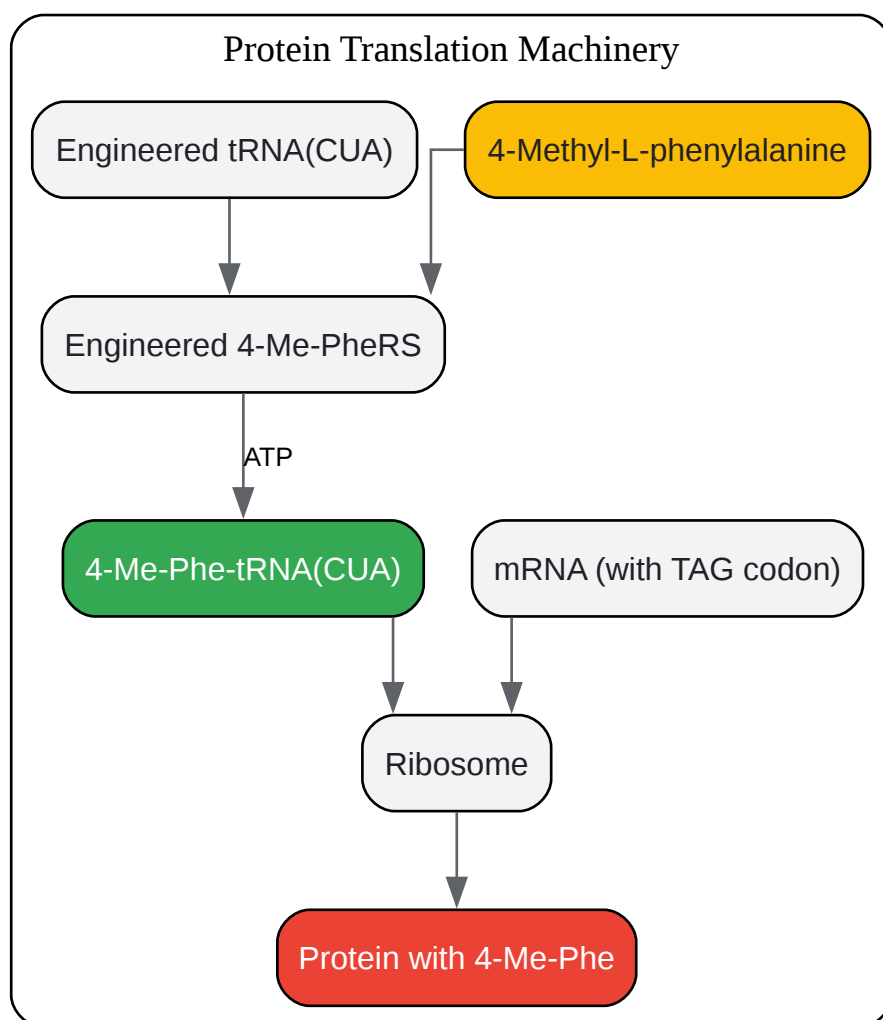 Protein Translation Machinery
Engineered tRNA(CUA)
4-Methyl-L-phenylalanine
Engineered 4-Me-PheRS
ATP
4-Me-Phe-tRNA(CUA)
mRNA (with TAG codon)
Ribosome
Protein with 4-Me-Phe